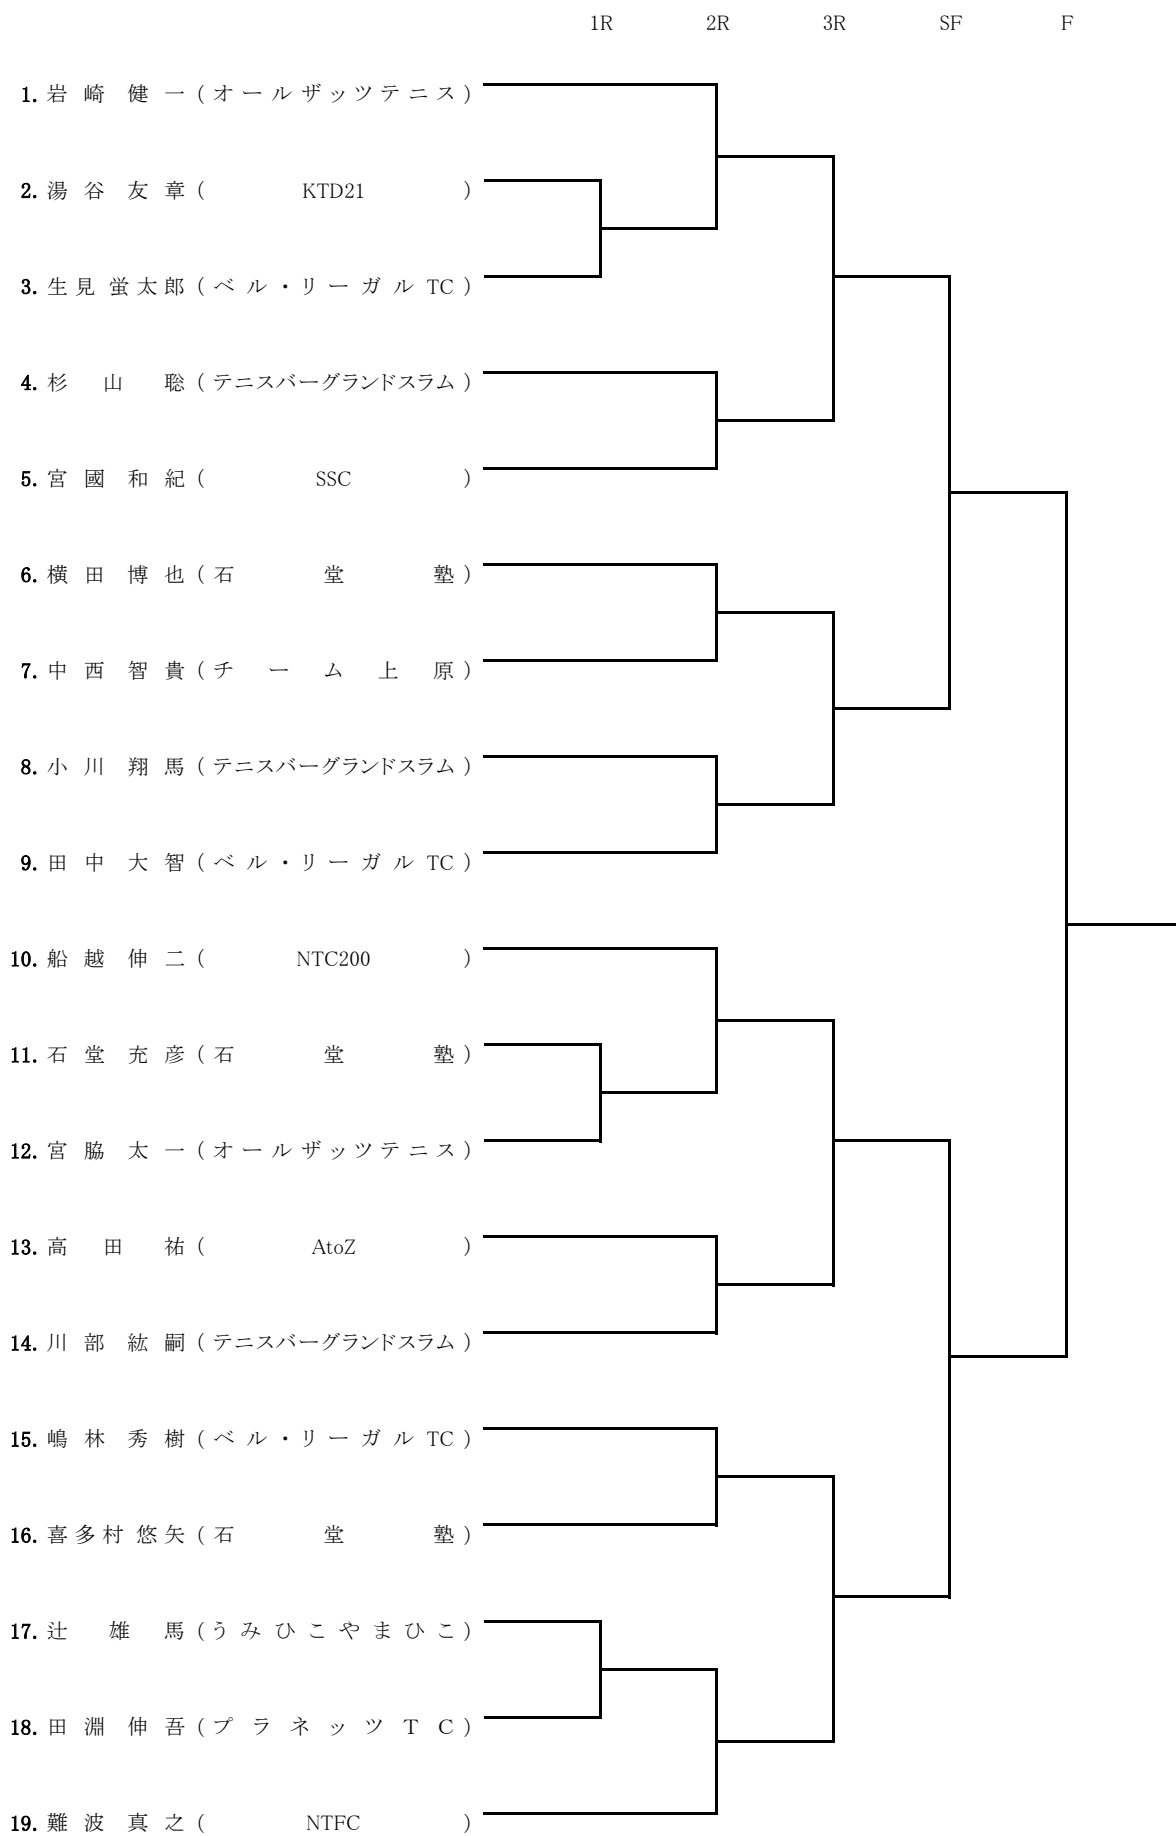 1R 2R 3R SF F
1. 岩崎 健一 (オールザッツテニス)
2. 湯谷 友章 (KTD21)
3. 生見 蛍太郎 (ベル・リーガルTC)
4. 杉山 聡 (テニスバーグランドスラム)
5. 宮國 和紀 (SSC)
6. 横田 博也 (石堂塾)
7. 中西 智貴 (チーム上原)
8. 小川 翔馬 (テニスバーグランドスラム)
9. 田中 大智 (ベル・リーガルTC)
10. 船越 伸二 (NTC200)
11. 石堂 充彦 (石堂塾)
12. 宮脇 太一 (オールザッツテニス)
13. 高田 祐 (AtoZ)
14. 川部 紘嗣 (テニスバーグランドスラム)
15. 嶋林 秀樹 (ベル・リーガルTC)
16. 喜多村 悠矢 (石堂塾)
17. 辻 雄馬 (うみひこやまひこ)
18. 田淵 伸吾 (プラネッツTC)
19. 難波 真之 (NTFC)